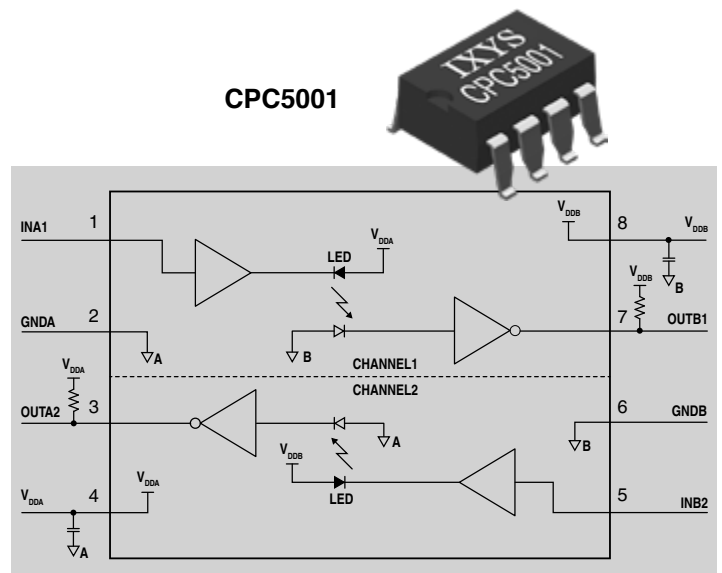 IXYS
CPC5001
CPC5001
INA1 1
LED
V_DDA
V_DDB
8 V_DDB
B
V_DDB
GNDA 2
A
B
7 OUTB1
CHANNEL1
CHANNEL2
V_DDA
OUTA2 3
A
6 GNDB
B
V_DDB
V_DDA 4
V_DDA
LED
5 INB2
A